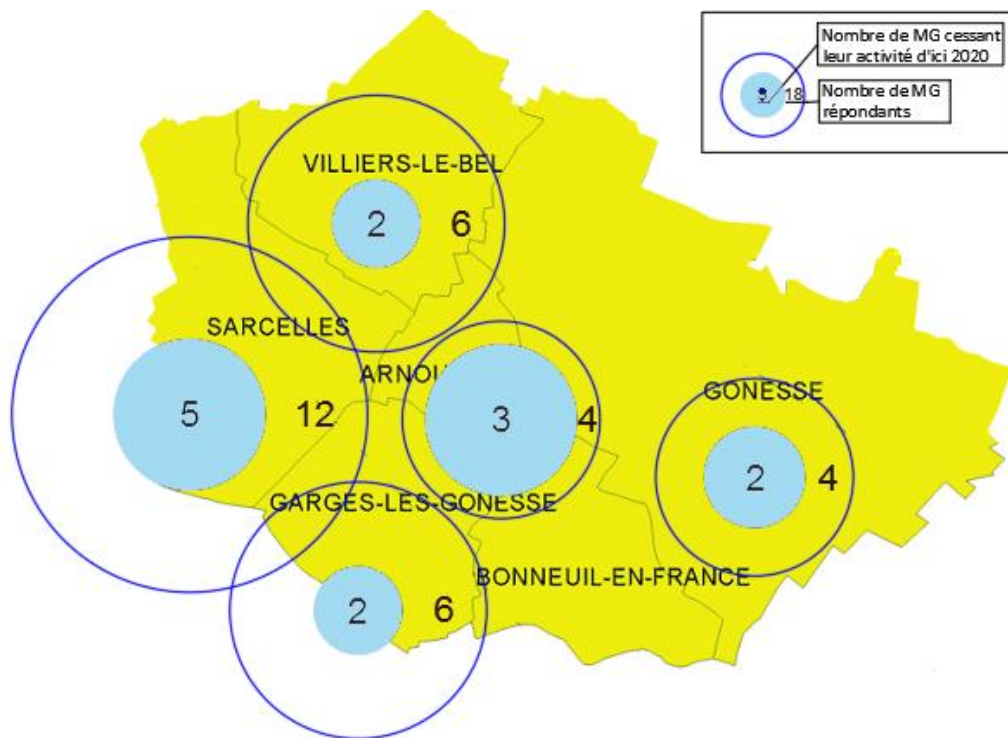 Nombre de MG cessant
leur activité d'ici 2020
18
Nombre de MG
répondants
VILLIERS-LE-BEL
2 6
SARCELLES
5 12
3 4
GONESSE
2 4
GARGES-LES-GONESSE
2 6
BONNEUIL-EN-FRANCE